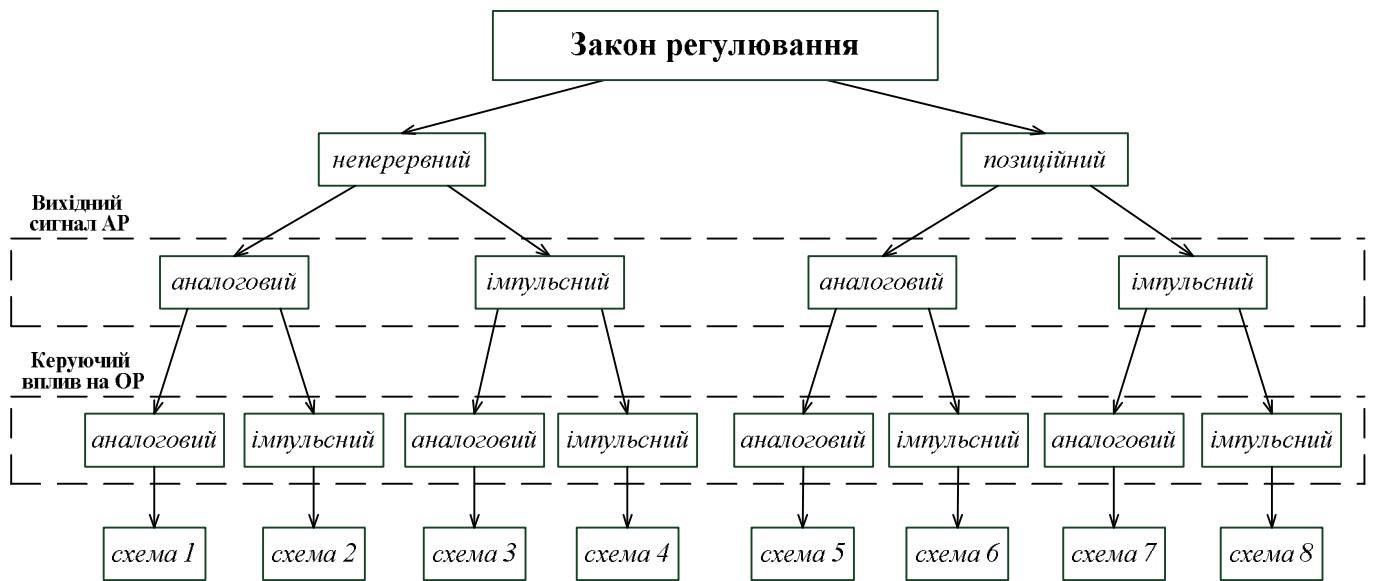 Закон регулювання
неперервний
позиційний
Вихідний
сигнал АР
аналоговий
імпульсний
аналоговий
імпульсний
Керуючий
вплив на ОР
аналоговий
імпульсний
аналоговий
імпульсний
аналоговий
імпульсний
аналоговий
імпульсний
схема 1
схема 2
схема 3
схема 4
схема 5
схема 6
схема 7
схема 8